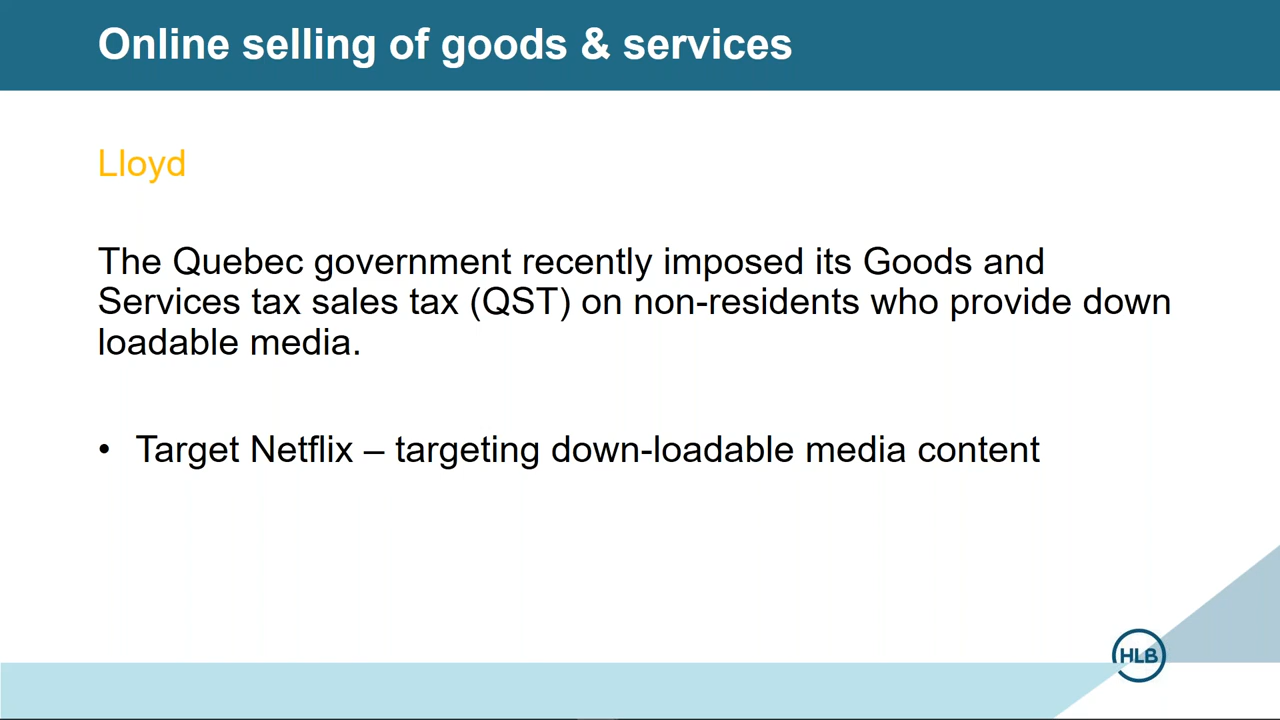 Online selling of goods & services
Lloyd
The Quebec government recently imposed its Goods and
Services tax sales tax (QST) on non-residents who provide down
loadable media.
• Target Netflix – targeting down-loadable media content
HLB